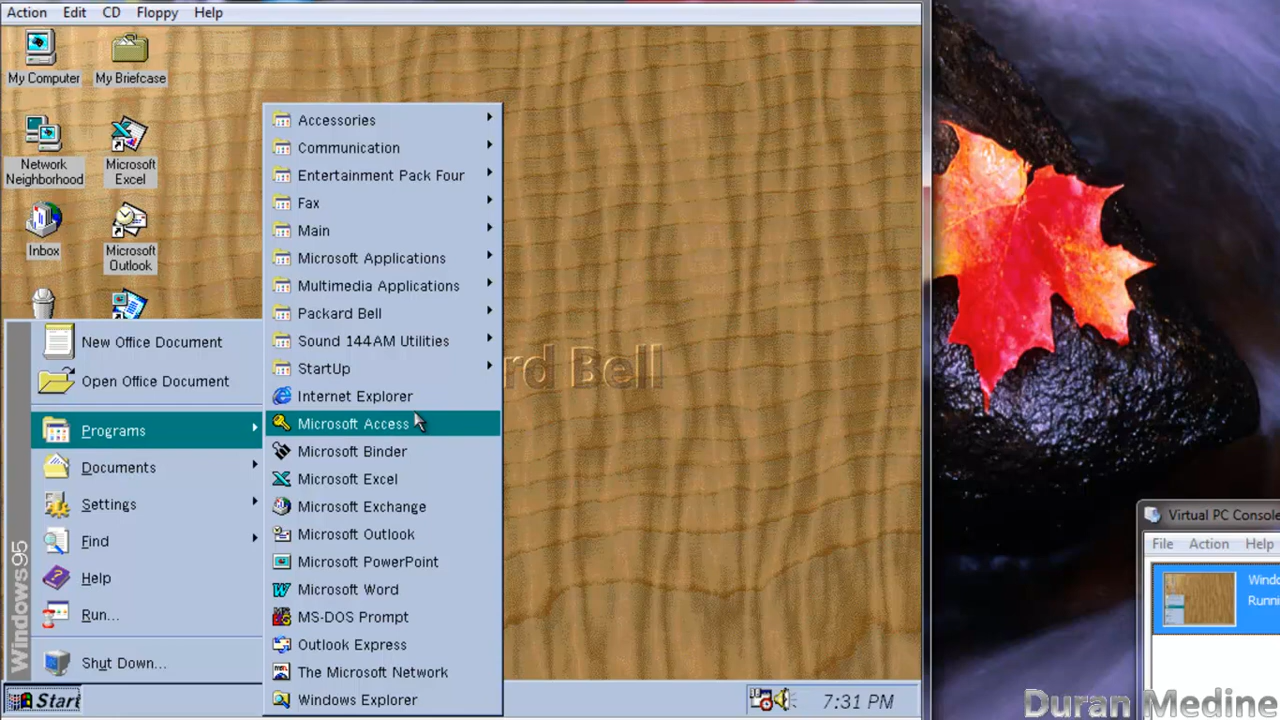 Action Edit CD Floppy Help
My Computer
My Briefcase
Network
Neighborhood
Microsoft
Excel
Inbox
Microsoft
Outlook
New Office Document
Open Office Document
Programs
Documents
Settings
Find
Help
Run...
Shut Down...
Windows95
Accessories
Communication
Entertainment Pack Four
Fax
Main
Microsoft Applications
Multimedia Applications
Packard Bell
Sound 144AM Utilities
StartUp
Internet Explorer
Microsoft Access
Microsoft Binder
Microsoft Excel
Microsoft Exchange
Microsoft Outlook
Microsoft PowerPoint
Microsoft Word
MS-DOS Prompt
Outlook Express
The Microsoft Network
Windows Explorer
rd Bell
Start
7:31 PM
Virtual PC Console
File Action Help
Windo
Runni
Duran Medine